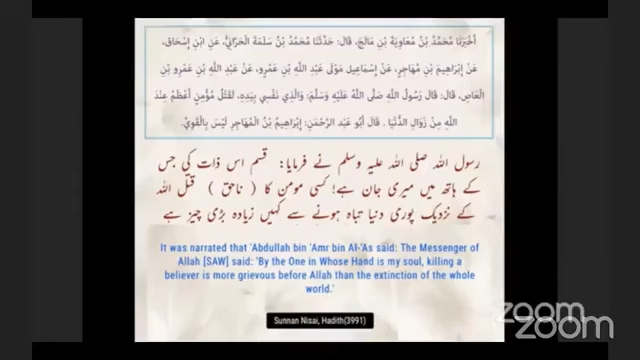 أَخْبَرَنَا مُحَمَّدُ بْنُ مُعَاوِيَةَ بْنِ مَالَجَ، قَالَ: حَدَّثَنَا مُحَمَّدُ بْنُ سَلَمَةَ الْحَرَّانِيُّ، عَنِ ابْنِ إِسْحَاقَ،
عَنْ إِبْرَاهِيمَ بْنِ مُهَاجِرٍ، عَنْ إِسْمَاعِيل مَوْلَى عَبْدِ اللَّهِ بْنِ عَمْرٍو، عَنْ عَبْدِ اللَّهِ بْنِ عَمْرِو بْنِ
الْعَاصِ، قَالَ: قَالَ رَسُولُ اللَّهِ صَلَّى اللَّهُ عَلَيْهِ وَسَلَّمَ: وَالَّذِي نَفْسِي بِيَدِهِ، لَقَتْلُ مُؤْمِنٍ أَعْظَمُ عِنْدَ
اللَّهِ مِنْ زَوَالِ الدُّنْيَا . قَالَ أَبُو عَبْد الرَّحْمَنِ: إِبْرَاهِيمُ بْنُ الْمُهَاجِرِ لَيْسَ بِالْقَوِيِّ.
رسول اللہ صلی اللہ علیہ وسلم نے فرمایا: قسم اس ذات کی جس
کے ہاتھ میں میری جان ہے! کسی مومن کا ( ناحق ) قتل اللہ
کے نزدیک پوری دنیا تباہ ہونے سے کہیں زیادہ بڑی چیز ہے
It was narrated that 'Abdullah bin 'Amr bin Al-'As said: The Messenger of
Allah [SAW] said: 'By the One in Whose Hand is my soul, killing a
believer is more grievous before Allah than the extinction of the whole
world.'
Sunnan Nisai, Hadith(3991)
zoom
zoom